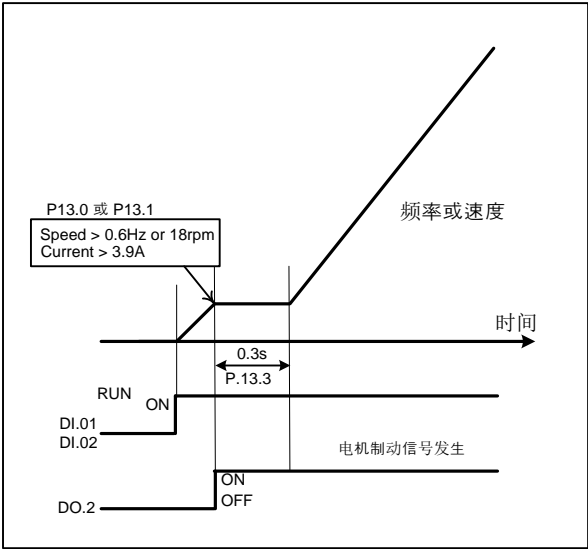 P13.0 或 P13.1
Speed > 0.6Hz or 18rpm
Current > 3.9A
频率或速度
时间
0.3s
P.13.3
RUN
ON
DI.01
DI.02
电机制动信号发生
ON
OFF
DO.2